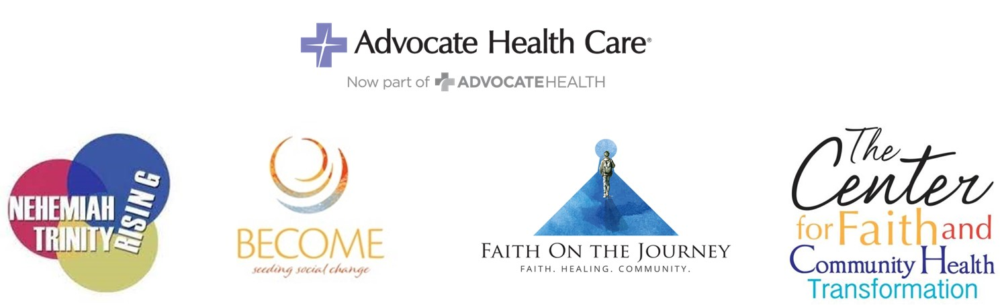 Advocate Health Care®
Now part of ADVOCATEHEALTH
NEHEMIAH
TRINITY
RISING
BECOME
seeding social change
FAITH ON THE JOURNEY
FAITH. HEALING. COMMUNITY.
The
Center
for Faith and
Community Health
Transformation